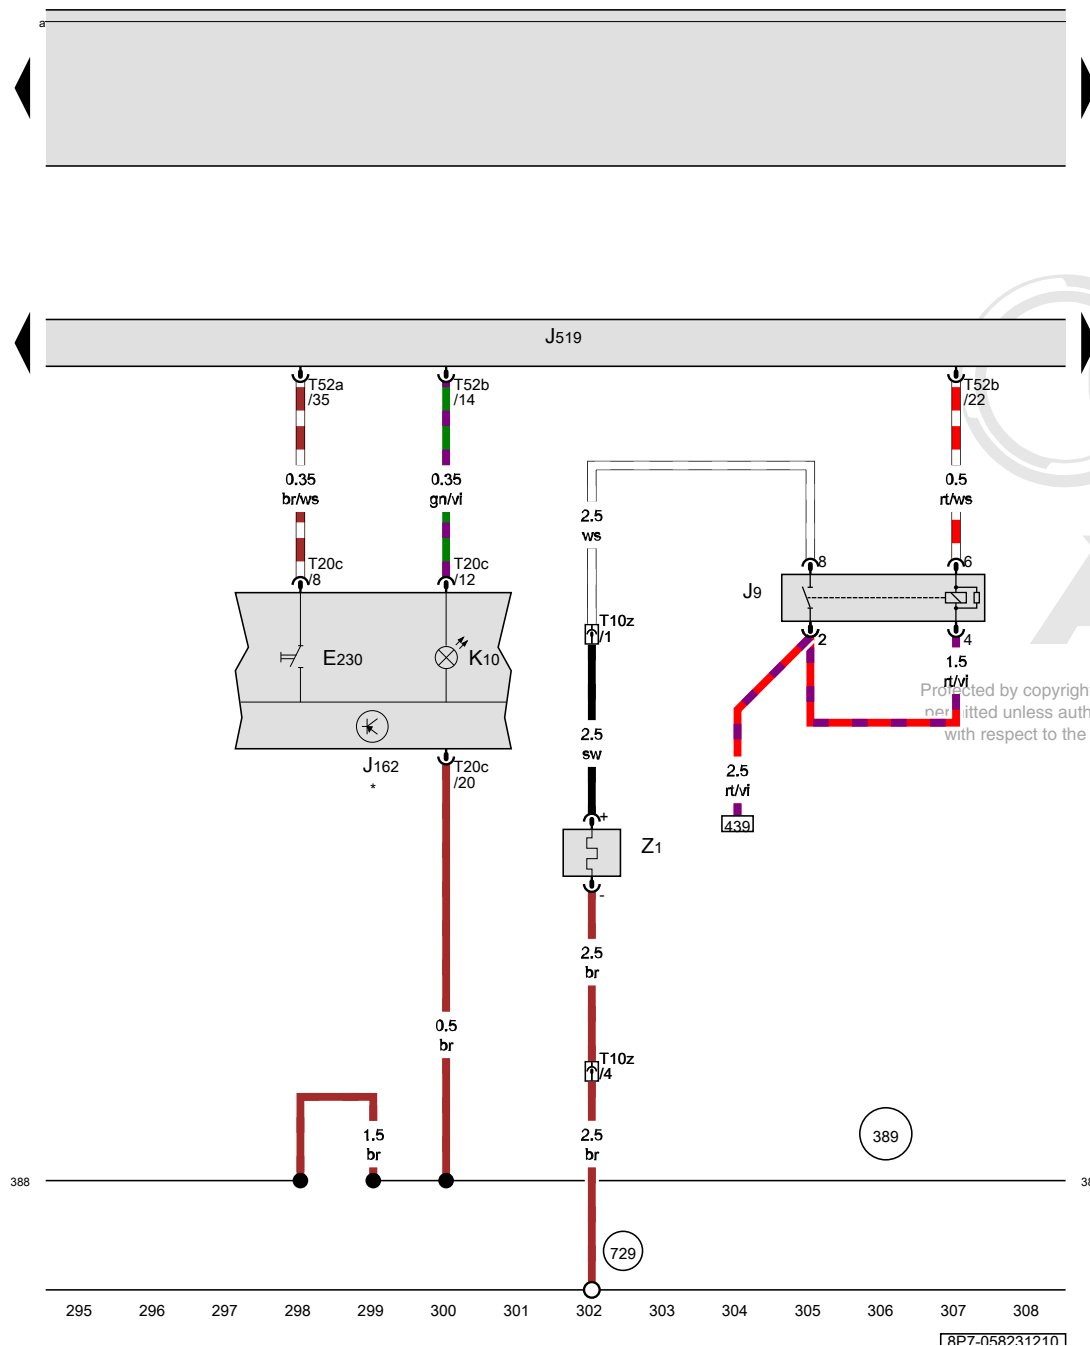 a
J519
T52a
/35
T52b
/14
T52b
/22
0.35
br/ws
0.35
gn/vi
0.5
rt/ws
2.5
ws
T20c
/8
T20c
/12
8
6
J9
E230
K10
T10z
/1
2
4
1.5
rt/vi
Protected by copyrigh
permitted unless auth
with respect to the
2.5
sw
J162
*
T20c
/20
2.5
rt/vi
439
+
Z1
-
2.5
br
0.5
br
T10z
/4
1.5
br
2.5
br
389
388
38
729
295 296 297 298 299 300 301 302 303 304 305 306 307 308
8P7-058231210